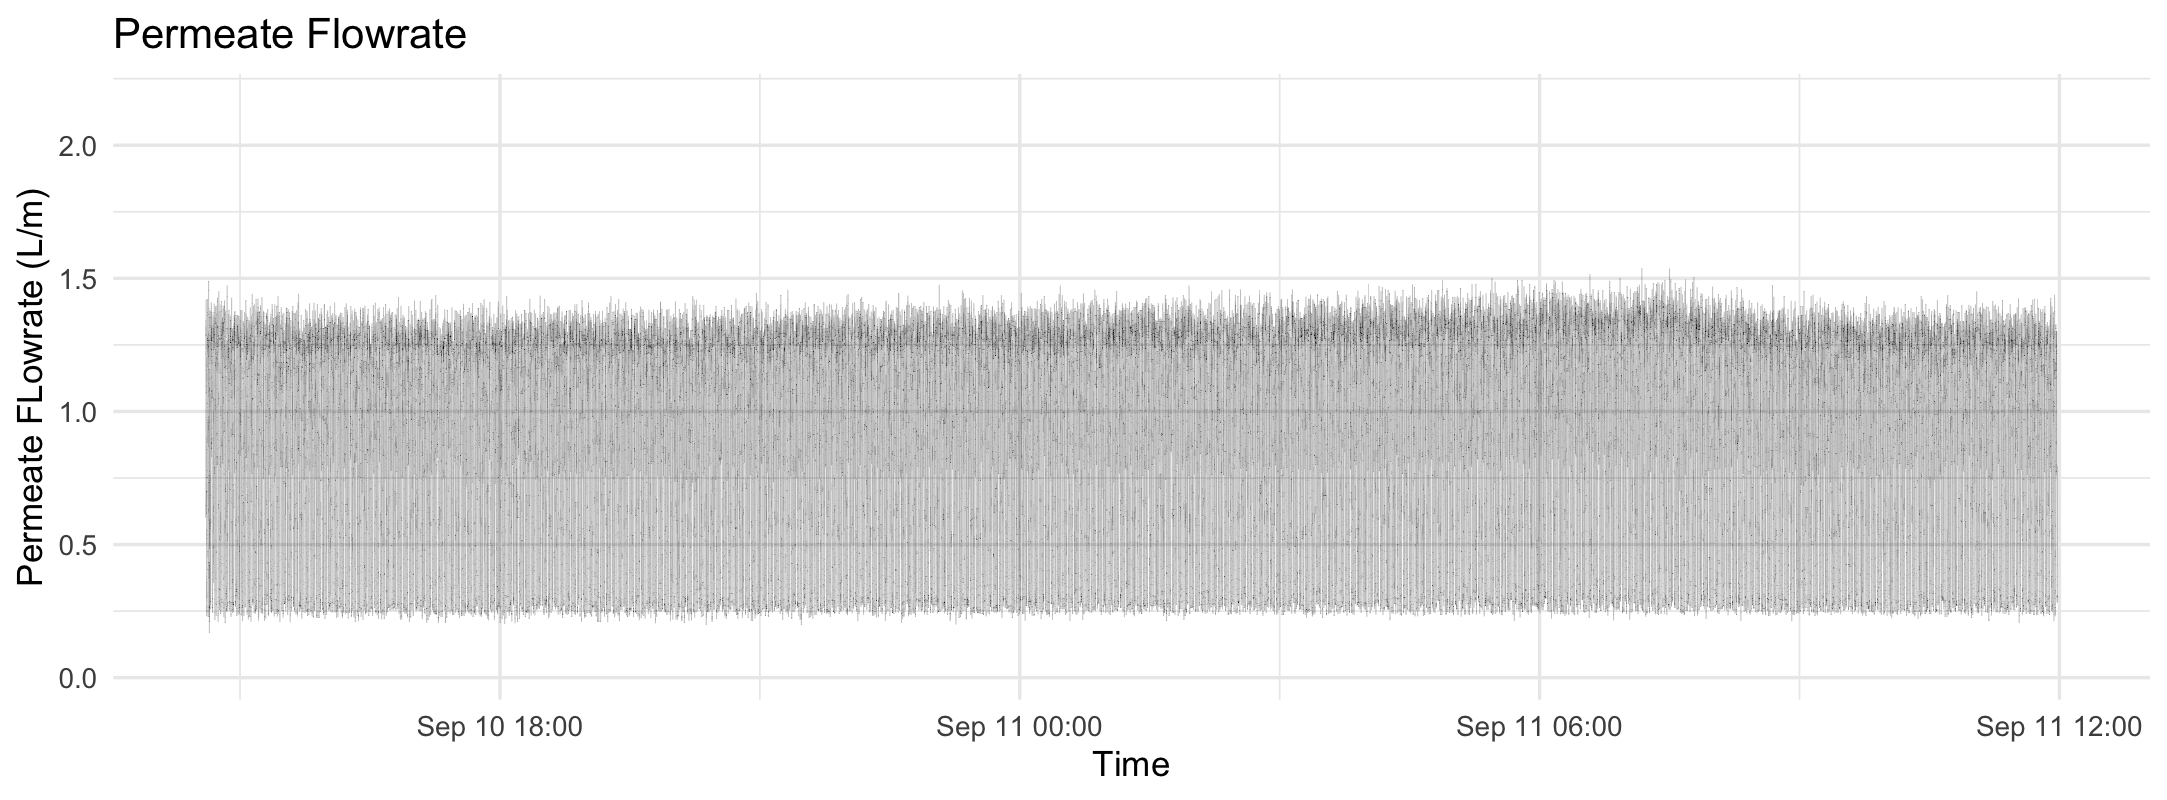 Permeate Flowrate
Permeate FLowrate (L/m)
2.0
1.5
1.0
0.5
0.0
Sep 10 18:00
Sep 11 00:00
Sep 11 06:00
Sep 11 12:00
Time